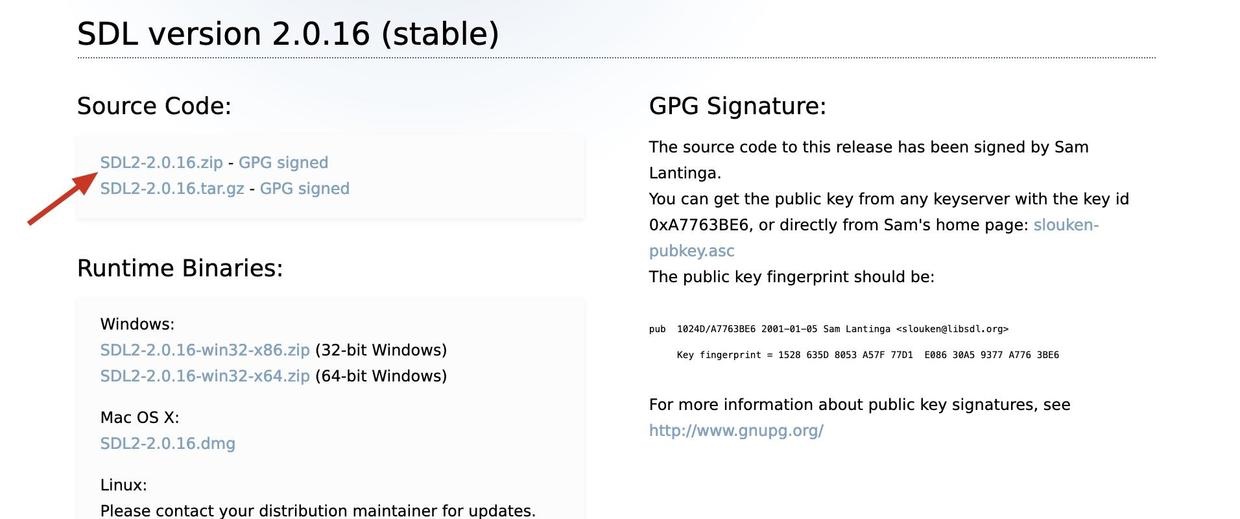 SDL version 2.0.16 (stable)
Source Code:
SDL2-2.0.16.zip - GPG signed
SDL2-2.0.16.tar.gz - GPG signed
Runtime Binaries:
Windows:
SDL2-2.0.16-win32-x86.zip (32-bit Windows)
SDL2-2.0.16-win32-x64.zip (64-bit Windows)
Mac OS X:
SDL2-2.0.16.dmg
Linux:
Please contact your distribution maintainer for updates.
GPG Signature:
The source code to this release has been signed by Sam
Lantinga.
You can get the public key from any keyserver with the key id
0xA7763BE6, or directly from Sam's home page: slouken-
pubkey.asc
The public key fingerprint should be:
pub  1024D/A7763BE6 2001-01-05 Sam Lantinga <slouken@libsdl.org>
Key fingerprint = 1528 635D 8053 A57F 77D1  E086 30A5 9377 A776 3BE6
For more information about public key signatures, see
http://www.gnupg.org/